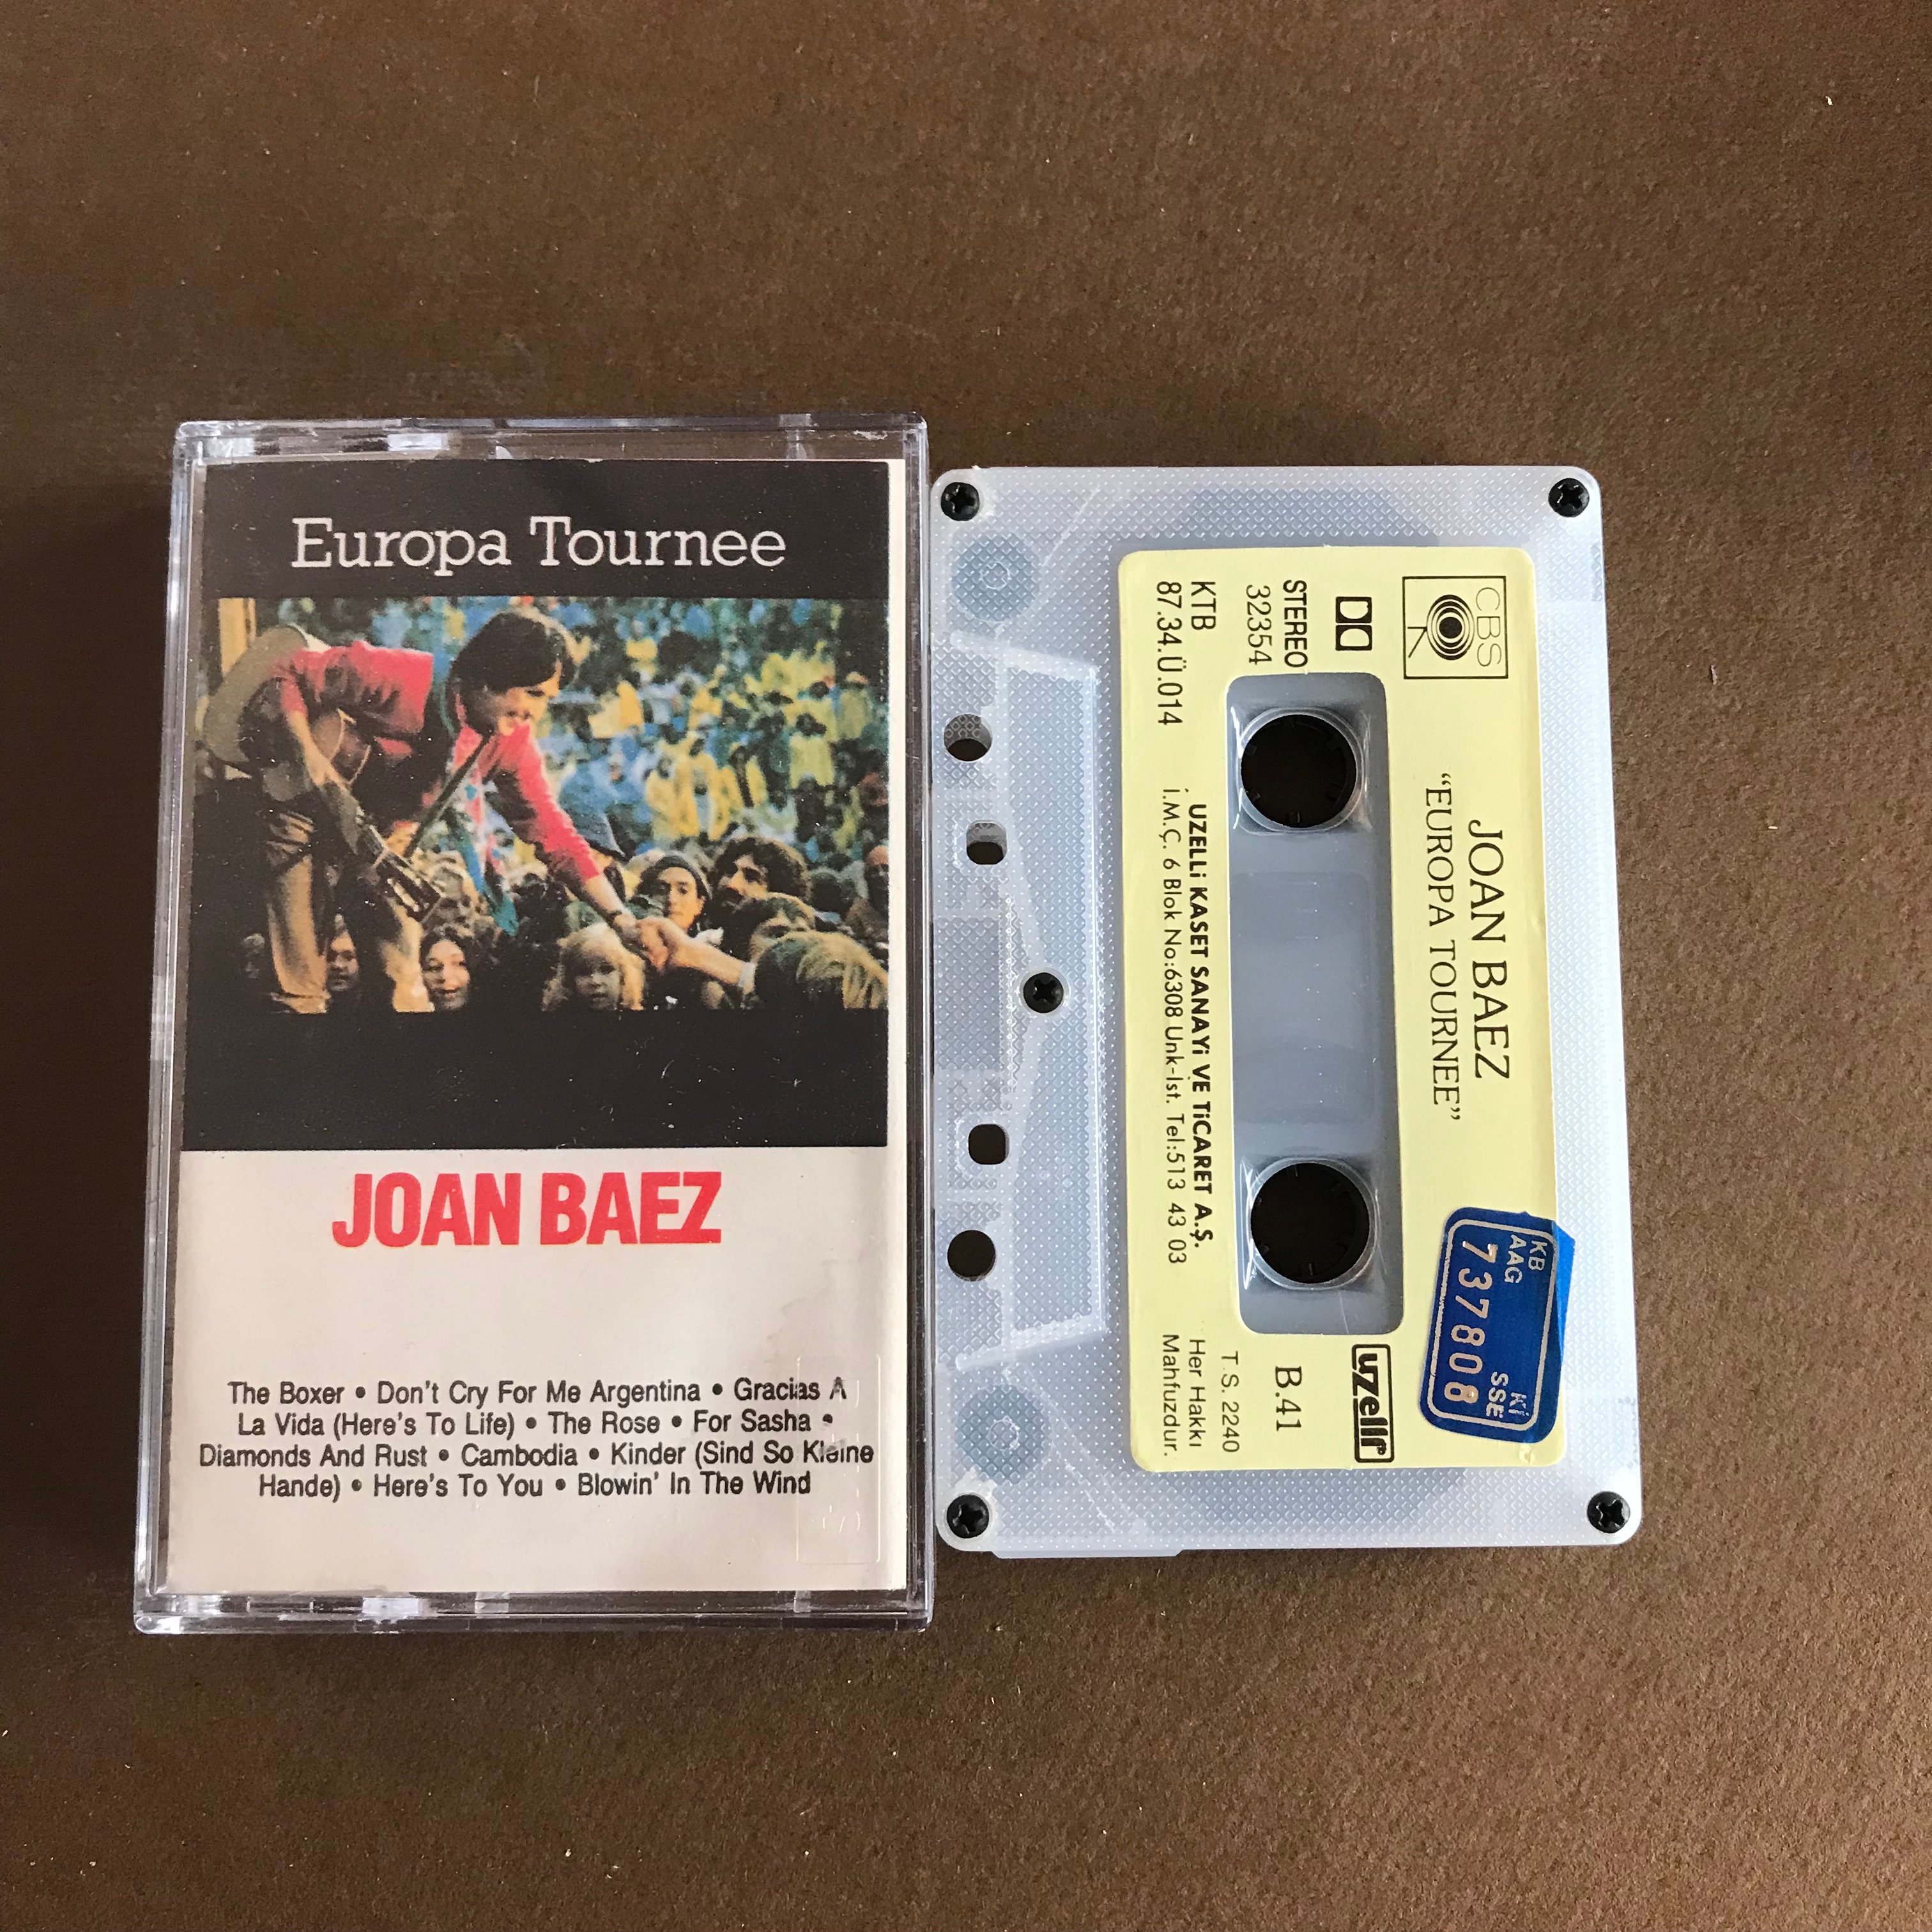 Europa Tournee
JOAN BAEZ
The Boxer • Don't Cry For Me Argentina • Gracias A
La Vida (Here's To Life) • The Rose • For Sasha •
Diamonds And Rust • Cambodia • Kinder (Sind So Kleine
Hande) • Here's To You • Blowin' In The Wind
CBS
JOAN BAEZ
“EUROPA TOURNEE”
STEREO
32354
KTB
87.34.Ü.014
uzelli
B.41
T.S. 2240
Her Hakkı
Mahfuzdur.
UZELLİ KASET SANAYİ VE TİCARET A.Ş.
İ.M.Ç. 6 Blok No:6308 Unk-İst. Tel:513 43 03
KB
AAG
737808
SSE